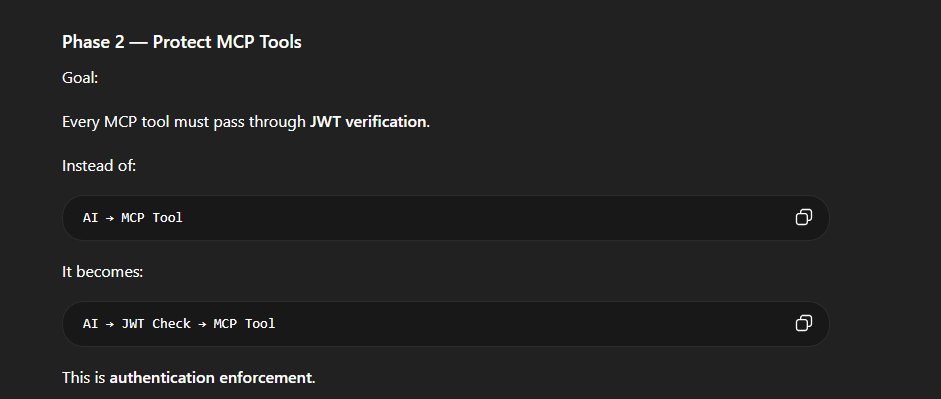 Phase 2 — Protect MCP Tools
Goal:
Every MCP tool must pass through JWT verification.
Instead of:
AI → MCP Tool
It becomes:
AI → JWT Check → MCP Tool
This is authentication enforcement.